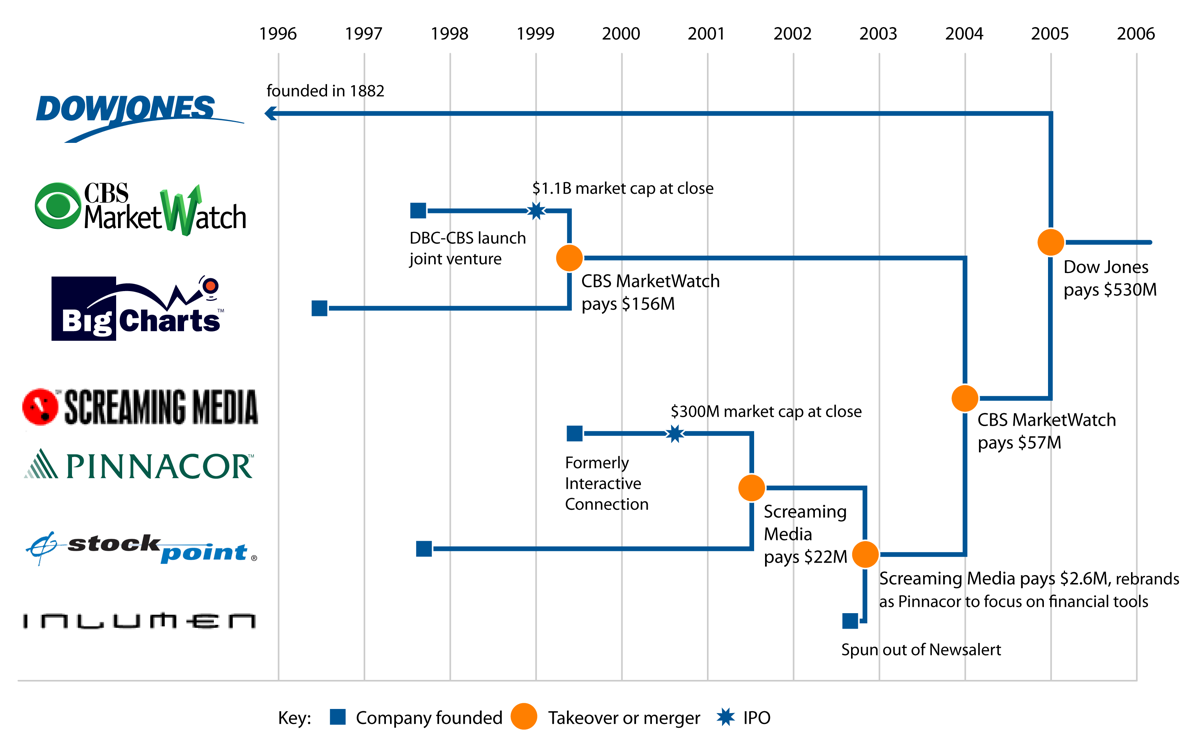 1996 1997 1998 1999 2000 2001 2002 2003 2004 2005 2006
founded in 1882
DOWJONES
$1.1B market cap at close
CBS
MarketWatch
DBC-CBS launch
joint venture
CBS MarketWatch
pays $156M
Dow Jones
pays $530M
BigCharts™
SCREAMING MEDIA
$300M market cap at close
CBS MarketWatch
pays $57M
PINNACOR™
Formerly
Interactive
Connection
Screaming
Media
pays $22M
stockpoint®
Screaming Media pays $2.6M, rebrands
as Pinnacor to focus on financial tools
INLUMEN
Spun out of Newsalert
Key: Company founded Takeover or merger IPO